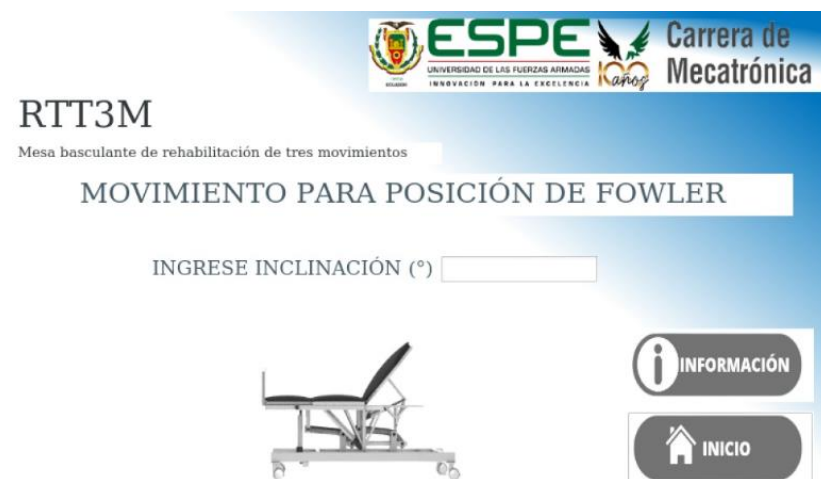 ESPE
UNIVERSIDAD DE LAS FUERZAS ARMADAS
INNOVACIÓN PARA LA EXCELENCIA
ECUADOR
100 años
Carrera de
Mecatrónica
RTT3M
Mesa basculante de rehabilitación de tres movimientos
MOVIMIENTO PARA POSICIÓN DE FOWLER
INGRESE INCLINACIÓN (°)
i INFORMACIÓN
INICIO